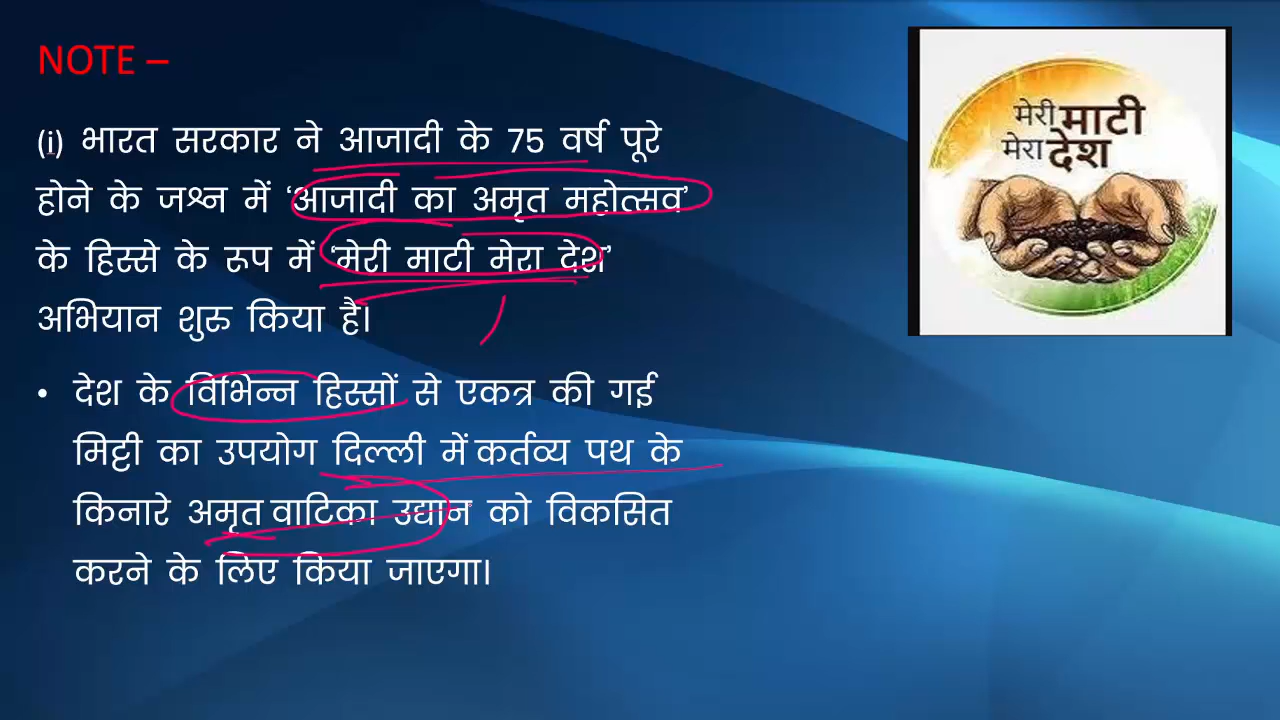 NOTE –
(i) भारत सरकार ने आजादी के 75 वर्ष पूरे
होने के जश्न में ‘आजादी का अमृत महोत्सव’
के हिस्से के रूप में ‘मेरी माटी मेरा देश’
अभियान शुरु किया है।
• देश के विभिन्न हिस्सों से एकत्र की गई
मिट्टी का उपयोग दिल्ली में कर्तव्य पथ के
किनारे अमृत वाटिका उद्यान को विकसित
करने के लिए किया जाएगा।
मेरी माटी
मेरा देश